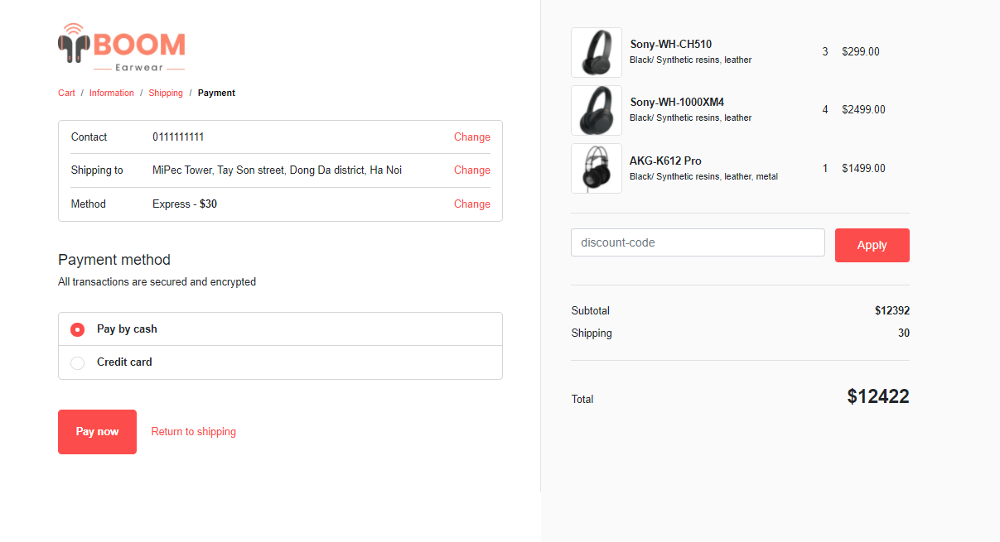 BOOM
Earwear
Cart / Information / Shipping / Payment
Contact 0111111111 Change
Shipping to MiPec Tower, Tay Son street, Dong Da district, Ha Noi Change
Method Express - $30 Change
Payment method
All transactions are secured and encrypted
Pay by cash
Credit card
Pay now Return to shipping
Sony-WH-CH510 3 $299.00
Black/ Synthetic resins, leather
Sony-WH-1000XM4 4 $2499.00
Black/ Synthetic resins, leather
AKG-K612 Pro 1 $1499.00
Black/ Synthetic resins, leather, metal
discount-code Apply
Subtotal $12392
Shipping 30
Total $12422